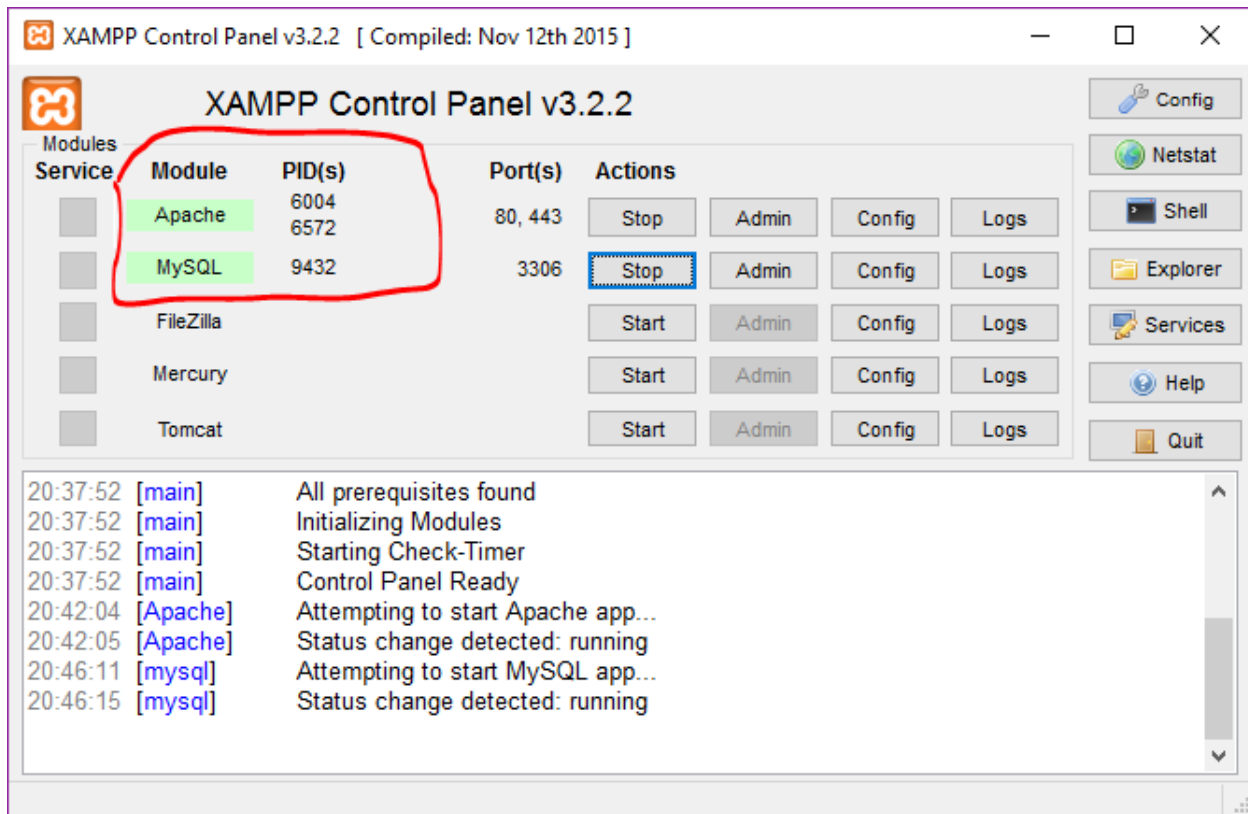 XAMPP Control Panel v3.2.2 [ Compiled: Nov 12th 2015 ]
XAMPP Control Panel v3.2.2
Modules
Service Module PID(s) Port(s) Actions
Apache 6004 6572 80, 443 Stop Admin Config Logs
MySQL 9432 3306 Stop Admin Config Logs
FileZilla Start Admin Config Logs
Mercury Start Admin Config Logs
Tomcat Start Admin Config Logs
Config
Netstat
Shell
Explorer
Services
Help
Quit
20:37:52 [main] All prerequisites found
20:37:52 [main] Initializing Modules
20:37:52 [main] Starting Check-Timer
20:37:52 [main] Control Panel Ready
20:42:04 [Apache] Attempting to start Apache app...
20:42:05 [Apache] Status change detected: running
20:46:11 [mysql] Attempting to start MySQL app...
20:46:15 [mysql] Status change detected: running